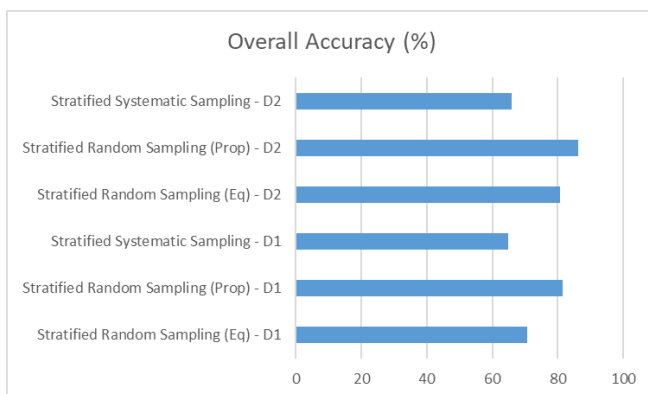 Overall Accuracy (%)
Stratified Systematic Sampling - D2
Stratified Random Sampling (Prop) - D2
Stratified Random Sampling (Eq) - D2
Stratified Systematic Sampling - D1
Stratified Random Sampling (Prop) - D1
Stratified Random Sampling (Eq) - D1
0 20 40 60 80 100